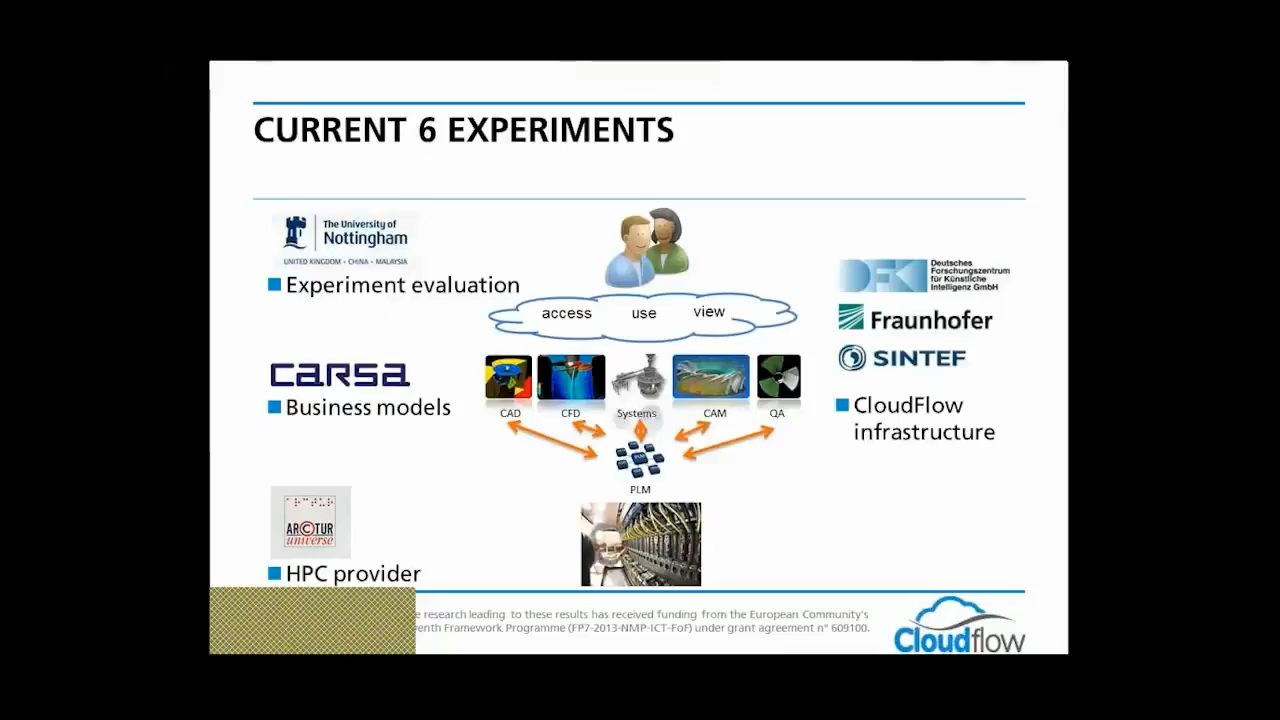 CURRENT 6 EXPERIMENTS
The University of
Nottingham
UNITED KINGDOM • CHINA • MALAYSIA
Experiment evaluation
CARSA
Business models
ARCTUR
universe
HPC provider
access use view
CAD CFD Systems CAM QA
PLM
DFKI
Deutsches
Forschungszentrum
für Künstliche
Intelligenz GmbH
Fraunhofer
SINTEF
CloudFlow
infrastructure
research leading to these results has received funding from the European Community's
Framework Programme (FP7-2013-NMP-ICT-FoF) under grant agreement n° 609100.
Cloudflow